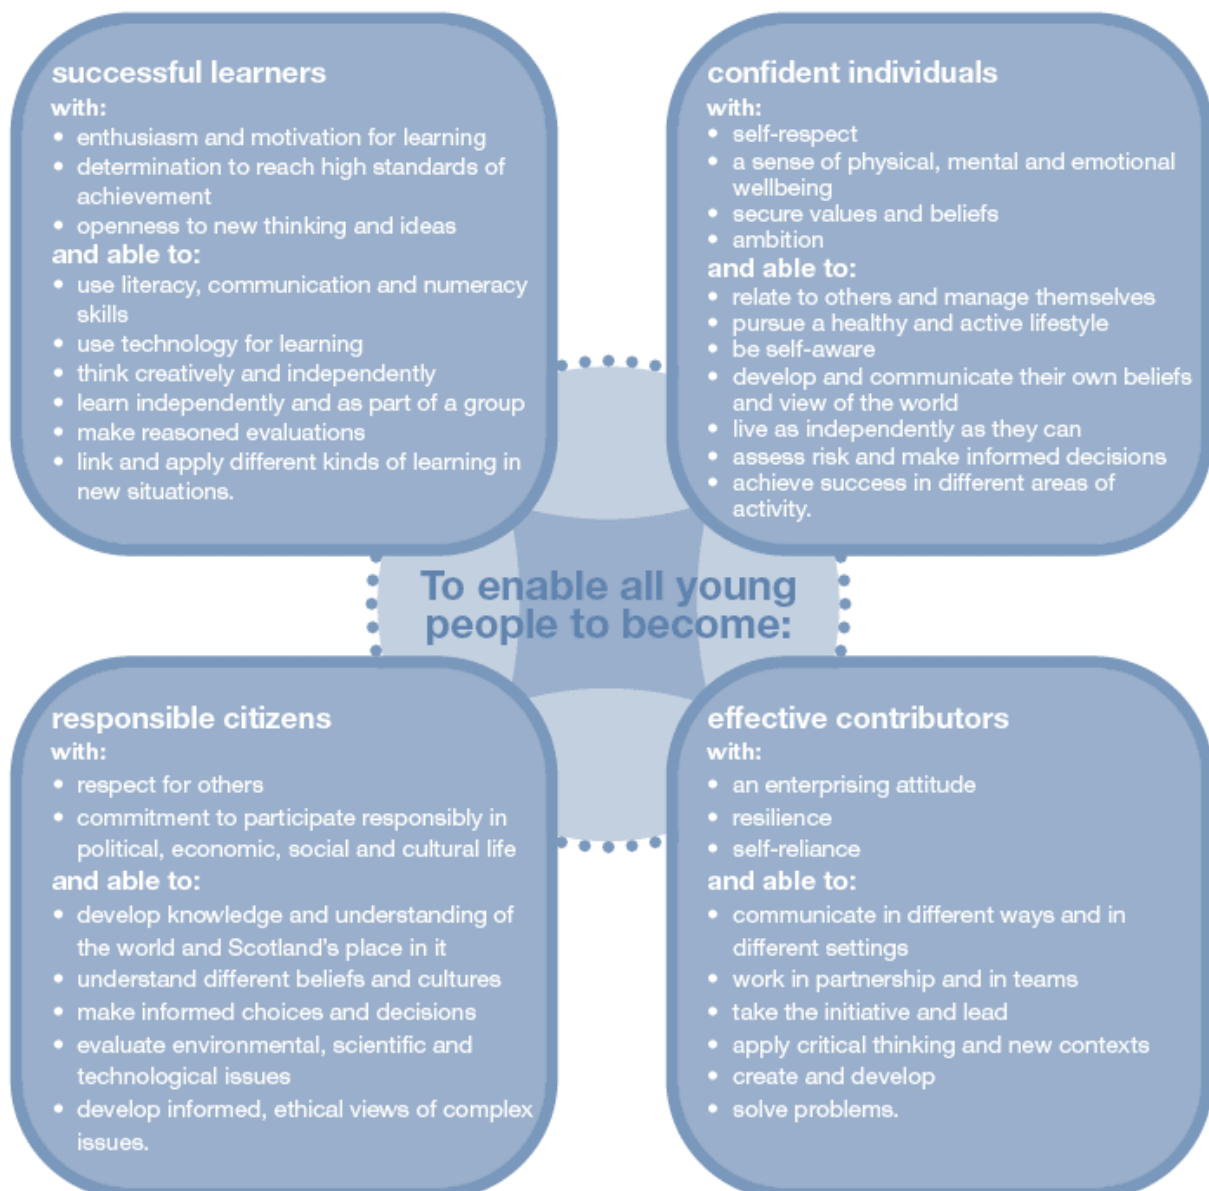 successful learners
with:
• enthusiasm and motivation for learning
• determination to reach high standards of
achievement
• openness to new thinking and ideas
and able to:
• use literacy, communication and numeracy
skills
• use technology for learning
• think creatively and independently
• learn independently and as part of a group
• make reasoned evaluations
• link and apply different kinds of learning in
new situations.
confident individuals
with:
• self-respect
• a sense of physical, mental and emotional
wellbeing
• secure values and beliefs
• ambition
and able to:
• relate to others and manage themselves
• pursue a healthy and active lifestyle
• be self-aware
• develop and communicate their own beliefs
and view of the world
• live as independently as they can
• assess risk and make informed decisions
• achieve success in different areas of
activity.
To enable all young
people to become:
responsible citizens
with:
• respect for others
• commitment to participate responsibly in
political, economic, social and cultural life
and able to:
• develop knowledge and understanding of
the world and Scotland's place in it
• understand different beliefs and cultures
• make informed choices and decisions
• evaluate environmental, scientific and
technological issues
• develop informed, ethical views of complex
issues.
effective contributors
with:
• an enterprising attitude
• resilience
• self-reliance
and able to:
• communicate in different ways and in
different settings
• work in partnership and in teams
• take the initiative and lead
• apply critical thinking and new contexts
• create and develop
• solve problems.